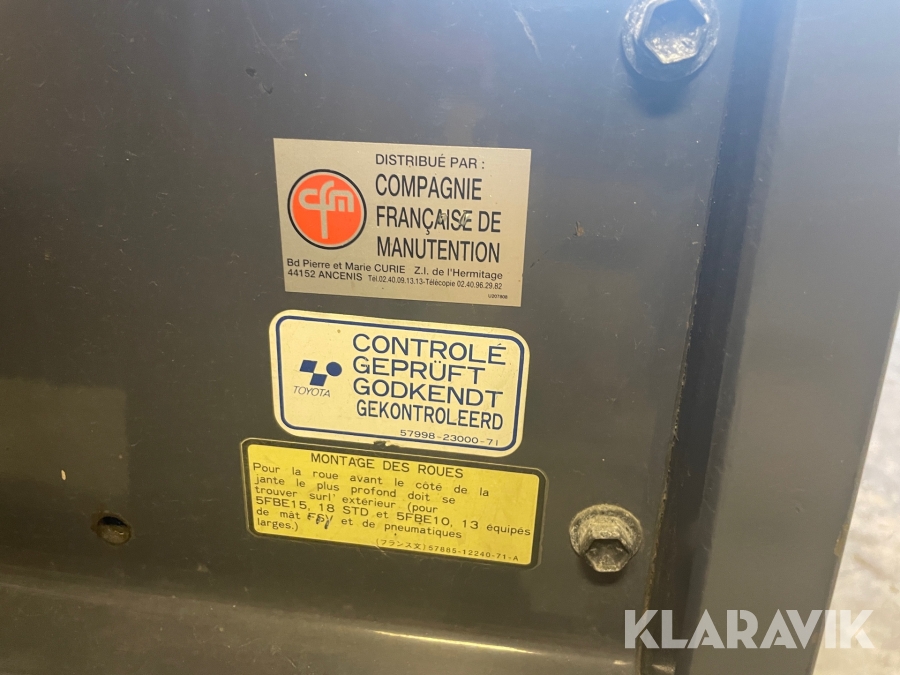 DISTRIBUÉ PAR :
cfm
COMPAGNIE
FRANÇAISE DE
MANUTENTION
Bd Pierre et Marie CURIE Z.I. de l'Hermitage
44152 ANCENIS Tél.02.40.09.13.13-Télécopie 02.40.96.29.82
CONTROLÉ
GEPRÜFT
GODKENDT
GEKONTROLEERD
TOYOTA
57998-23000-71
MONTAGE DES ROUES
Pour la roue avant le côté de la
jante le plus profond doit se
trouver surl' extérieur (pour
5FBE15, 18 STD et 5FBE10, 13 équipés
de mât FSV et de pneumatiques
larges.)
(フランス文) 57885-12240-71-A
KLARAVIK